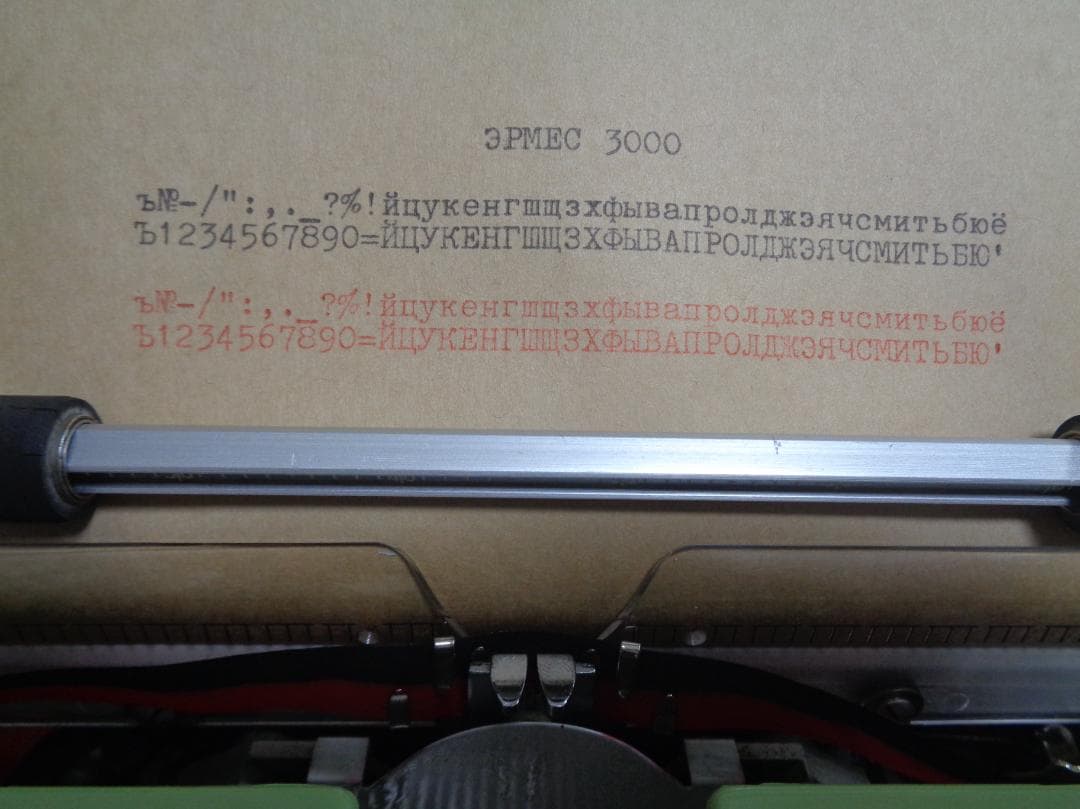 ЭРМЕС 3000
ъ№-/":,._?%!йцукенгшщзхфывапролджэячсмитьбюё
Ъ1234567890=ЙЦУКЕНГШЩЗХФЫВАПРОЛДЖЭЯЧСМИТЬБЮ'
ъ№-/":,._?%!йцукенгшщзхфывапролджэячсмитьбюё
Ъ1234567890=ЙЦУКЕНГШЩЗХФЫВАПРОЛДЖЭЯЧСМИТЬБЮ'